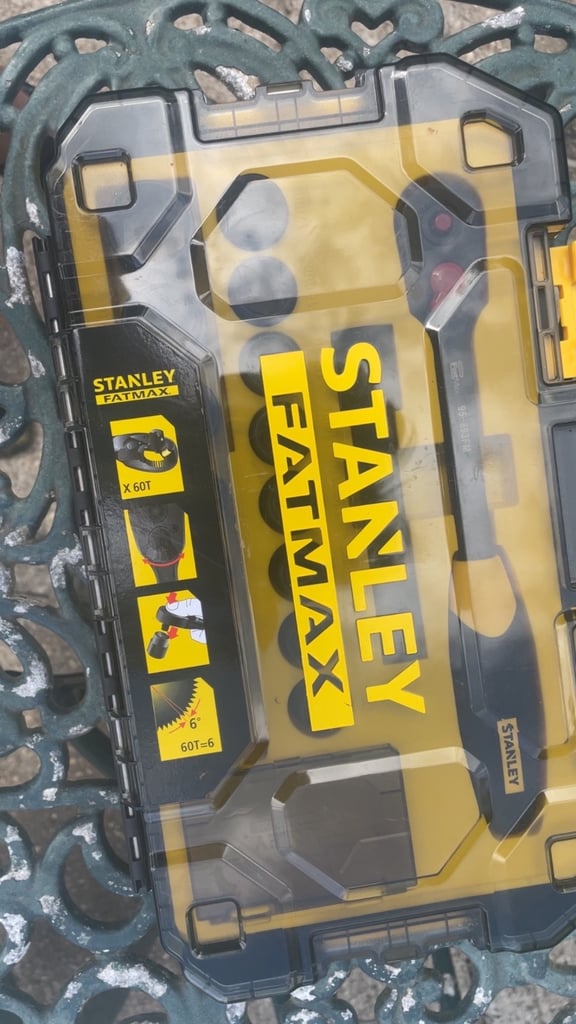 STANLEY
FATMAX.
X 60T
6°
60T=6
STANLEY
FATMAX
STANLEY